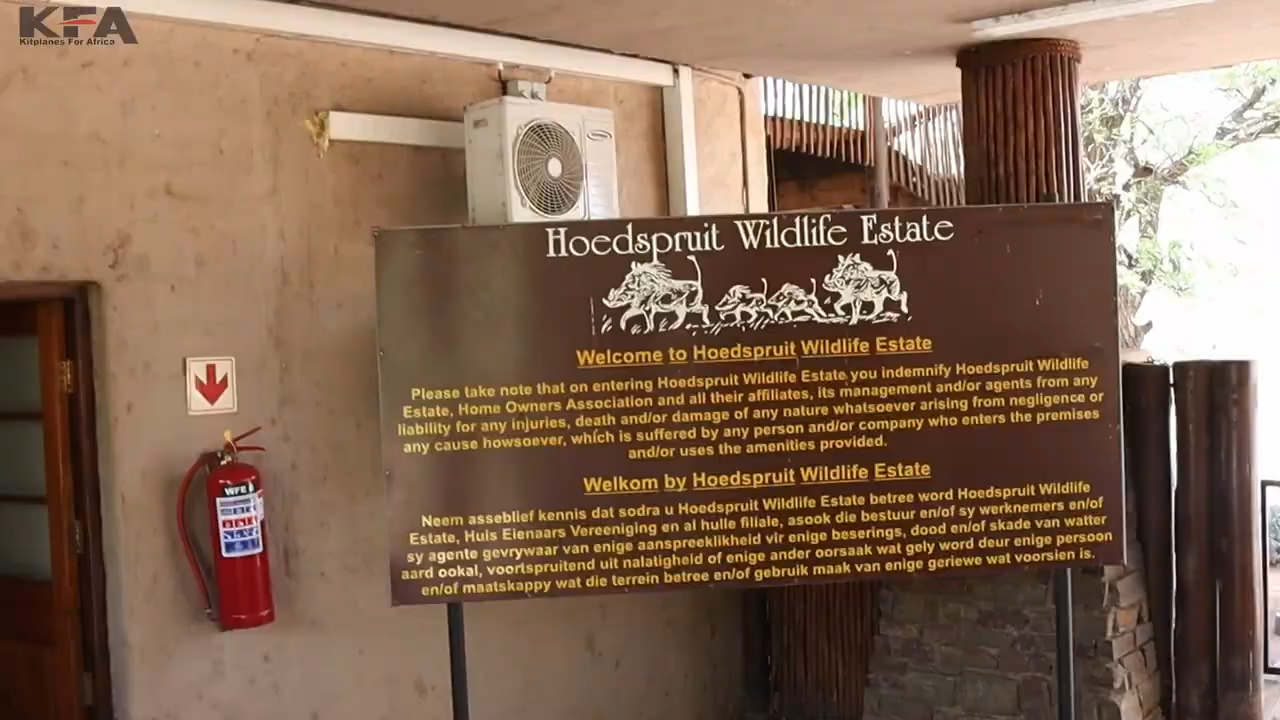 KFA
Kitplanes For Africa
Hoedspruit Wildlife Estate
Welcome to Hoedspruit Wildlife Estate
Please take note that on entering Hoedspruit Wildlife Estate you indemnify Hoedspruit Wildlife
Estate, Home Owners Association and all their affiliates, its management and/or agents from any
liability for any injuries, death and/or damage of any nature whatsoever arising from negligence or
any cause howsoever, which is suffered by any person and/or company who enters the premises
and/or uses the amenities provided.
Welkom by Hoedspruit Wildlife Estate
Neem asseblief kennis dat sodra u Hoedspruit Wildlife Estate betree word Hoedspruit Wildlife
Estate, Huis Eienaars Vereeniging en al hulle filiale, asook die bestuur en/of sy werknemers en/of
sy agente gevrywaar van enige aanspreeklikheid vir enige beserings, dood en/of skade van watter
aard ookal, voortspruitend uit nalatigheid of enige ander oorsaak wat gely word deur enige persoon
en/of maatskappy wat die terrein betree en/of gebruik maak van enige geriewe wat voorsien is.
WFE